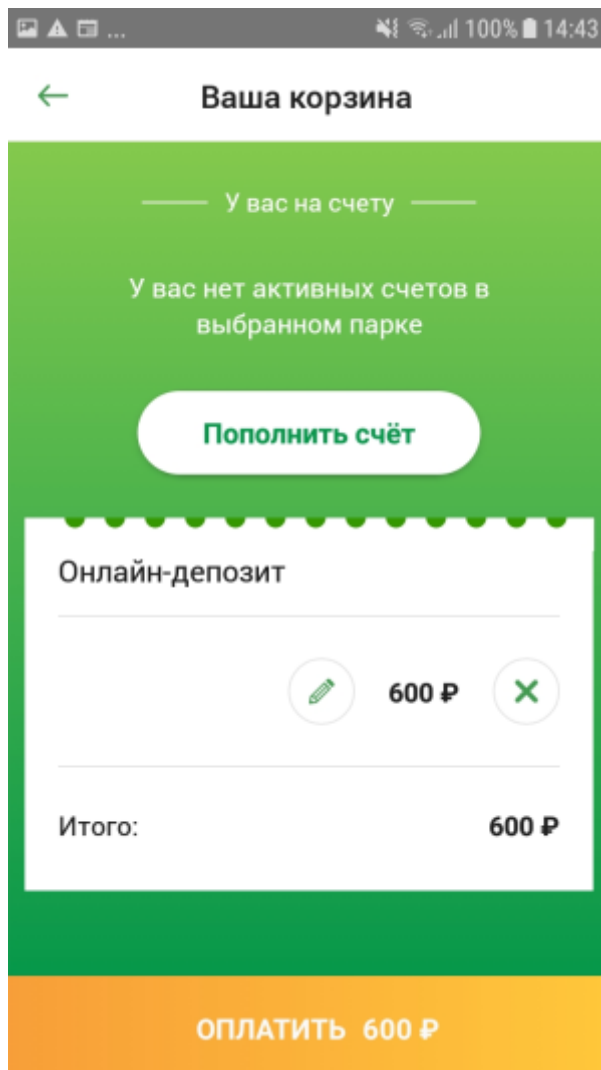 ... 100% 14:43
Ваша корзина
У вас на счету
У вас нет активных счетов в
выбранном парке
Пополнить счёт
Онлайн-депозит
600 ₽
Итого: 600 ₽
ОПЛАТИТЬ 600 ₽